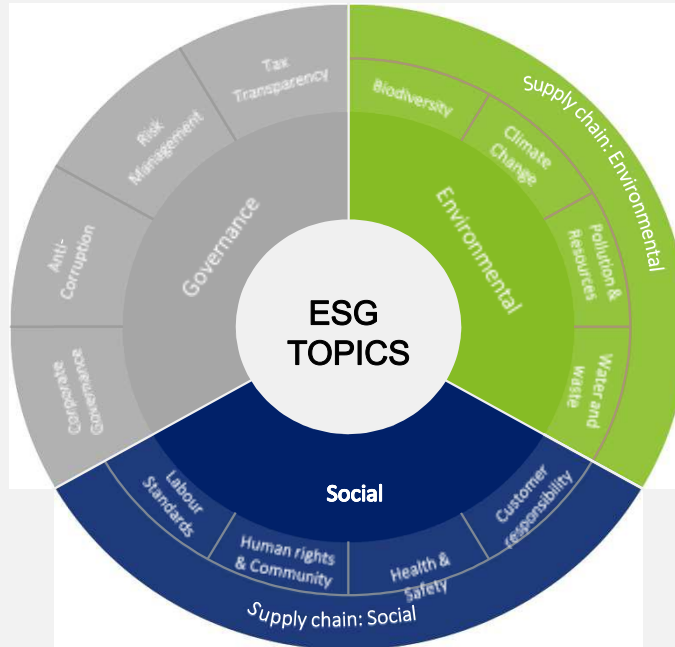 ESG
TOPICS
Environmental
Biodiversity
Climate
Change
Pollution &
Resources
Water and
waste
Supply chain: Environmental
Social
Customer
responsibility
Health &
Safety
Human rights
& Community
Labour
Standards
Supply chain: Social
Governance
Corporate
Governance
Anti-
Corruption
Risk
Management
Tax
Transparency